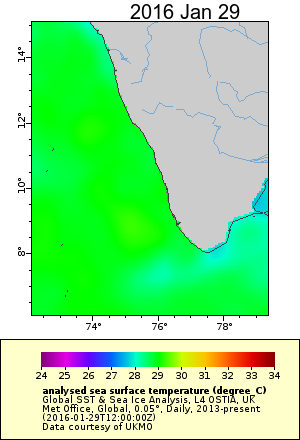 2016 Jan 29
14°
12°
10°
8°
74° 76° 78°
24 25 26 27 28 29 30 31 32 33 34
analysed sea surface temperature (degree_C)
Global SST & Sea Ice Analysis, L4 OSTIA, UK
Met Office, Global, 0.05°, Daily, 2013-present
(2016-01-29T12:00:00Z)
Data courtesy of UKMO